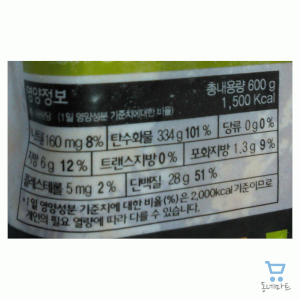 영양정보 총내용량 600 g
(1일 영양성분 기준치에대한 비율) 1,500 Kcal
나트륨 160 mg 8% 탄수화물 334 g 101% 당류 0 g 0%
지방 6 g 12% 트랜스지방 0% 포화지방 1.3 g 9%
콜레스테롤 5 mg 2% 단백질 28 g 51%
*1일 영양성분 기준치에 대한 비율(%)은 2,000kcal 기준이므로
개인의 필요 열량에 따라 다를 수 있습니다.